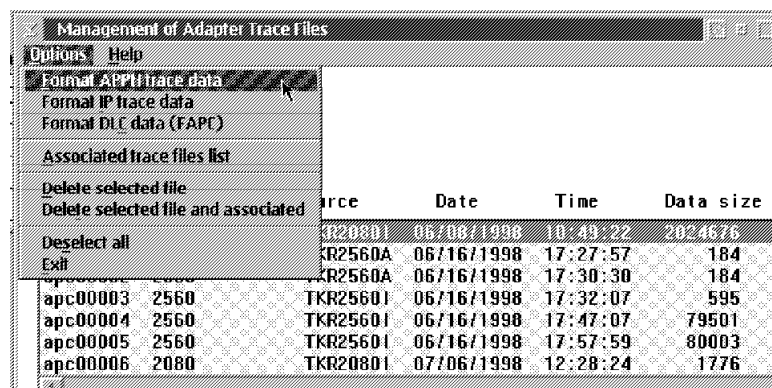 Management of Adapter Trace Files
Options Help
Format APPN trace data
Format IP trace data
Format DLC data (FAPC)
Associated trace files list
Delete selected file
Delete selected file and associated
Deselect all
Exit
urce Date Time Data size
TKR2080I 06/08/1998 10:49:22 2024676
TKR2560A 06/16/1998 17:27:57 184
TKR2560A 06/16/1998 17:30:30 184
apc00003 2560 TKR2560I 06/16/1998 17:32:07 595
apc00004 2560 TKR2560I 06/16/1998 17:47:07 79501
apc00005 2560 TKR2560I 06/16/1998 17:57:59 80003
apc00006 2080 TKR2080I 07/06/1998 12:28:24 1776